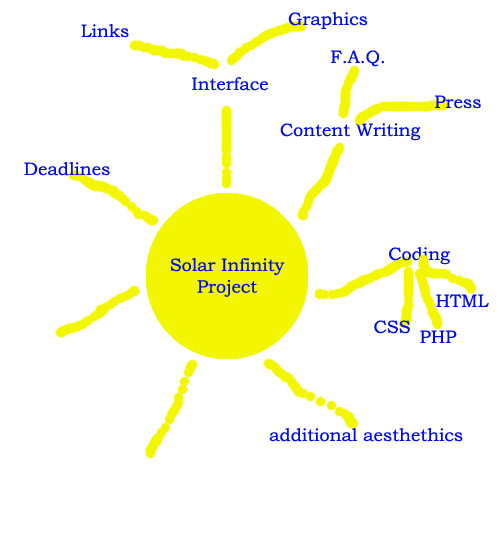 Graphics
Links
F.A.Q.
Interface
Press
Content Writing
Deadlines
Coding
Solar Infinity
Project
HTML
CSS
PHP
additional aesthethics